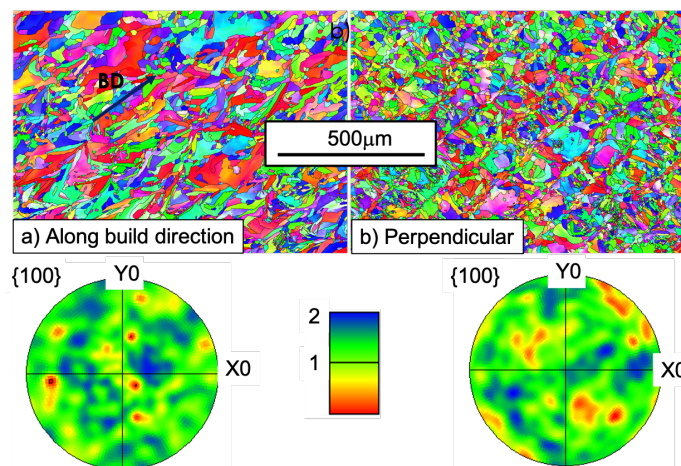 b)
BD
500μm
a) Along build direction
b) Perpendicular
{100}
Y0
X0
2
1
{100}
Y0
X0